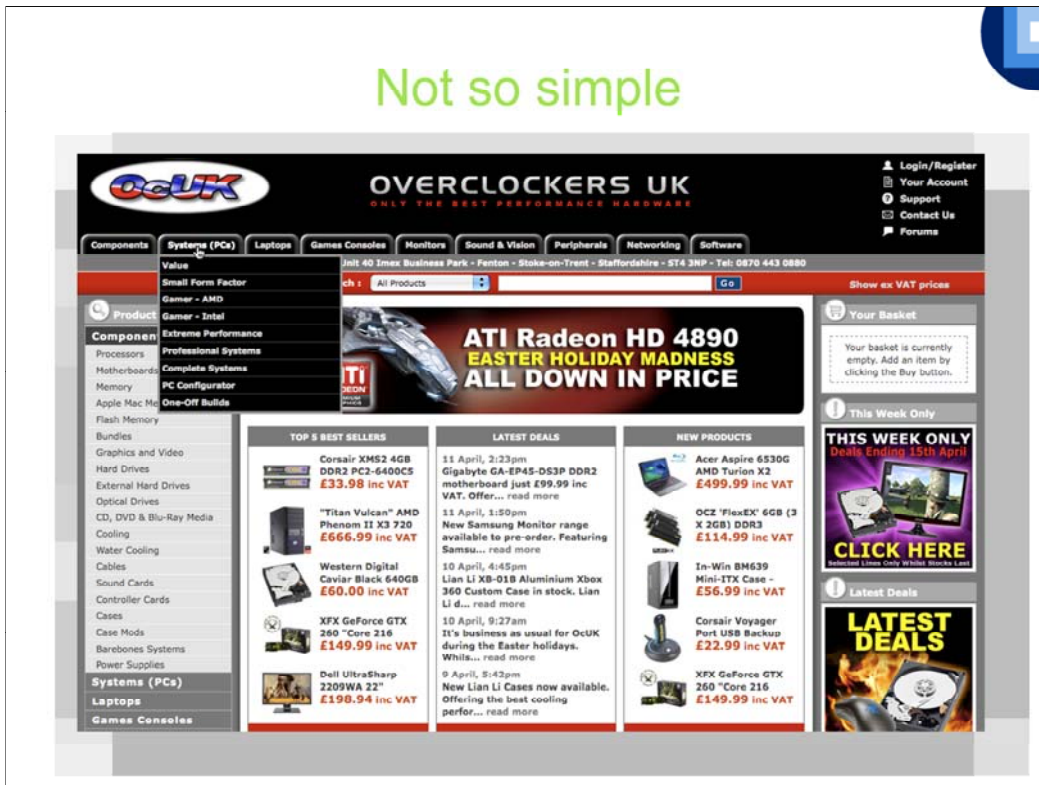 Not so simple
OcUK
OVERCLOCKERS UK
ONLY THE BEST PERFORMANCE HARDWARE
Login/Register
Your Account
Support
Contact Us
Forums
Components
Systems (PCs)
Laptops
Games Consoles
Monitors
Sound & Vision
Peripherals
Networking
Software
Unit 40 Imex Business Park - Fenton - Stoke-on-Trent - Staffordshire - ST4 3NP - Tel: 0870 443 0880
Value
Small Form Factor
Gamer - AMD
Gamer - Intel
Extreme Performance
Professional Systems
Complete Systems
PC Configurator
One-Off Builds
ch :
All Products
Go
Show ex VAT prices
Product
Componen
Processors
Motherboards
Memory
Apple Mac Me
Flash Memory
Bundles
Graphics and Video
Hard Drives
External Hard Drives
Optical Drives
CD, DVD & Blu-Ray Media
Cooling
Water Cooling
Cables
Sound Cards
Controller Cards
Cases
Case Mods
Barebones Systems
Power Supplies
Systems (PCs)
Laptops
Games Consoles
ATI Radeon HD 4890
EASTER HOLIDAY MADNESS
ALL DOWN IN PRICE
TOP 5 BEST SELLERS
Corsair XMS2 4GB
DDR2 PC2-6400C5
£33.98 inc VAT
"Titan Vulcan" AMD
Phenom II X3 720
£666.99 inc VAT
Western Digital
Caviar Black 640GB
£60.00 inc VAT
XFX GeForce GTX
260 "Core 216
£149.99 inc VAT
Dell UltraSharp
2209WA 22"
£198.94 inc VAT
LATEST DEALS
11 April, 2:23pm
Gigabyte GA-EP45-DS3P DDR2
motherboard just £99.99 inc
VAT. Offer... read more
11 April, 1:50pm
New Samsung Monitor range
available to pre-order. Featuring
Samsu... read more
10 April, 4:45pm
Lian Li XB-01B Aluminium Xbox
360 Custom Case in stock. Lian
Li d... read more
10 April, 9:27am
It's business as usual for OcUK
during the Easter holidays.
Whils... read more
9 April, 5:42pm
New Lian Li Cases now available.
Offering the best cooling
perfor... read more
NEW PRODUCTS
Acer Aspire 6530G
AMD Turion X2
£499.99 inc VAT
OCZ 'FlexEX' 6GB (3
X 2GB) DDR3
£114.99 inc VAT
In-Win BM639
Mini-ITX Case -
£56.99 inc VAT
Corsair Voyager
Port USB Backup
£22.99 inc VAT
XFX GeForce GTX
260 "Core 216
£149.99 inc VAT
Your Basket
Your basket is currently
empty. Add an item by
clicking the Buy button.
This Week Only
THIS WEEK ONLY
Deals Ending 15th April
CLICK HERE
Selected Lines Only Whilst Stocks Last
Latest Deals
LATEST
DEALS